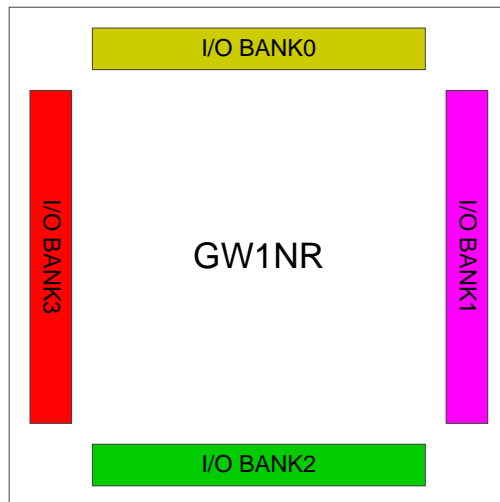 I/O BANK0
I/O BANK3
GW1NR
I/O BANK1
I/O BANK2